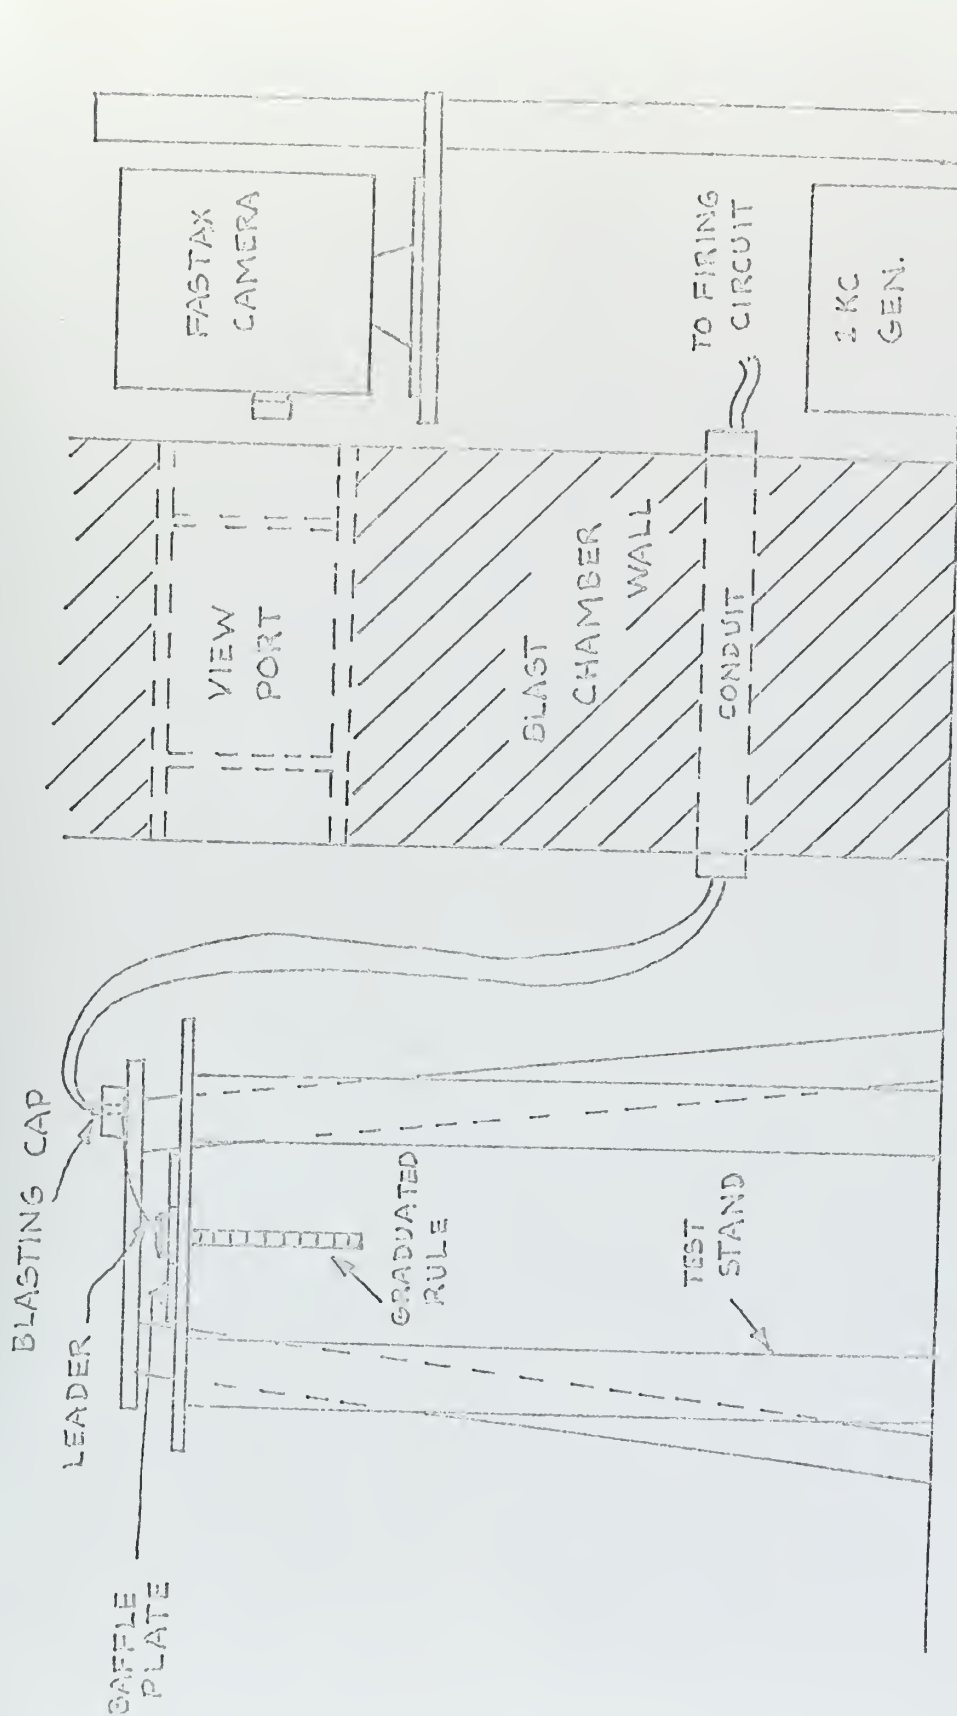 BLASTING CAP
LEADER
BAFFLE
PLATE
GRADUATED
RULE
TEST
STAND
VIEW
PORT
BLAST
CHAMBER
WALL
CONDUIT
FASTAX
CAMERA
TO FIRING
CIRCUIT
1 KC
GEN.